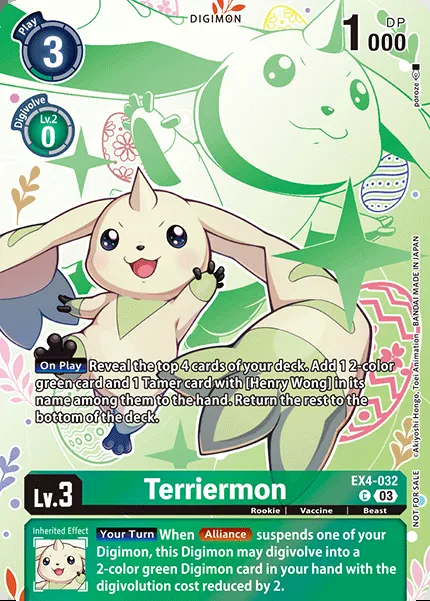 DIGIMON
Play
3
DP
1000
Digivolve
Lv.2
0
poroze
On Play Reveal the top 4 cards of your deck. Add 1 2-color
green card and 1 Tamer card with [Henry Wong] in its
name among them to the hand. Return the rest to the
bottom of the deck.
©Akiyoshi Hongo, Toei Animation, BANDAI MADE IN JAPAN
NOT FOR SALE
Lv.3
Terriermon
EX4-032
C 03
Rookie | Vaccine | Beast
Inherited Effect
Your Turn When Alliance suspends one of your
Digimon, this Digimon may digivolve into a
2-color green Digimon card in your hand with the
digivolution cost reduced by 2.